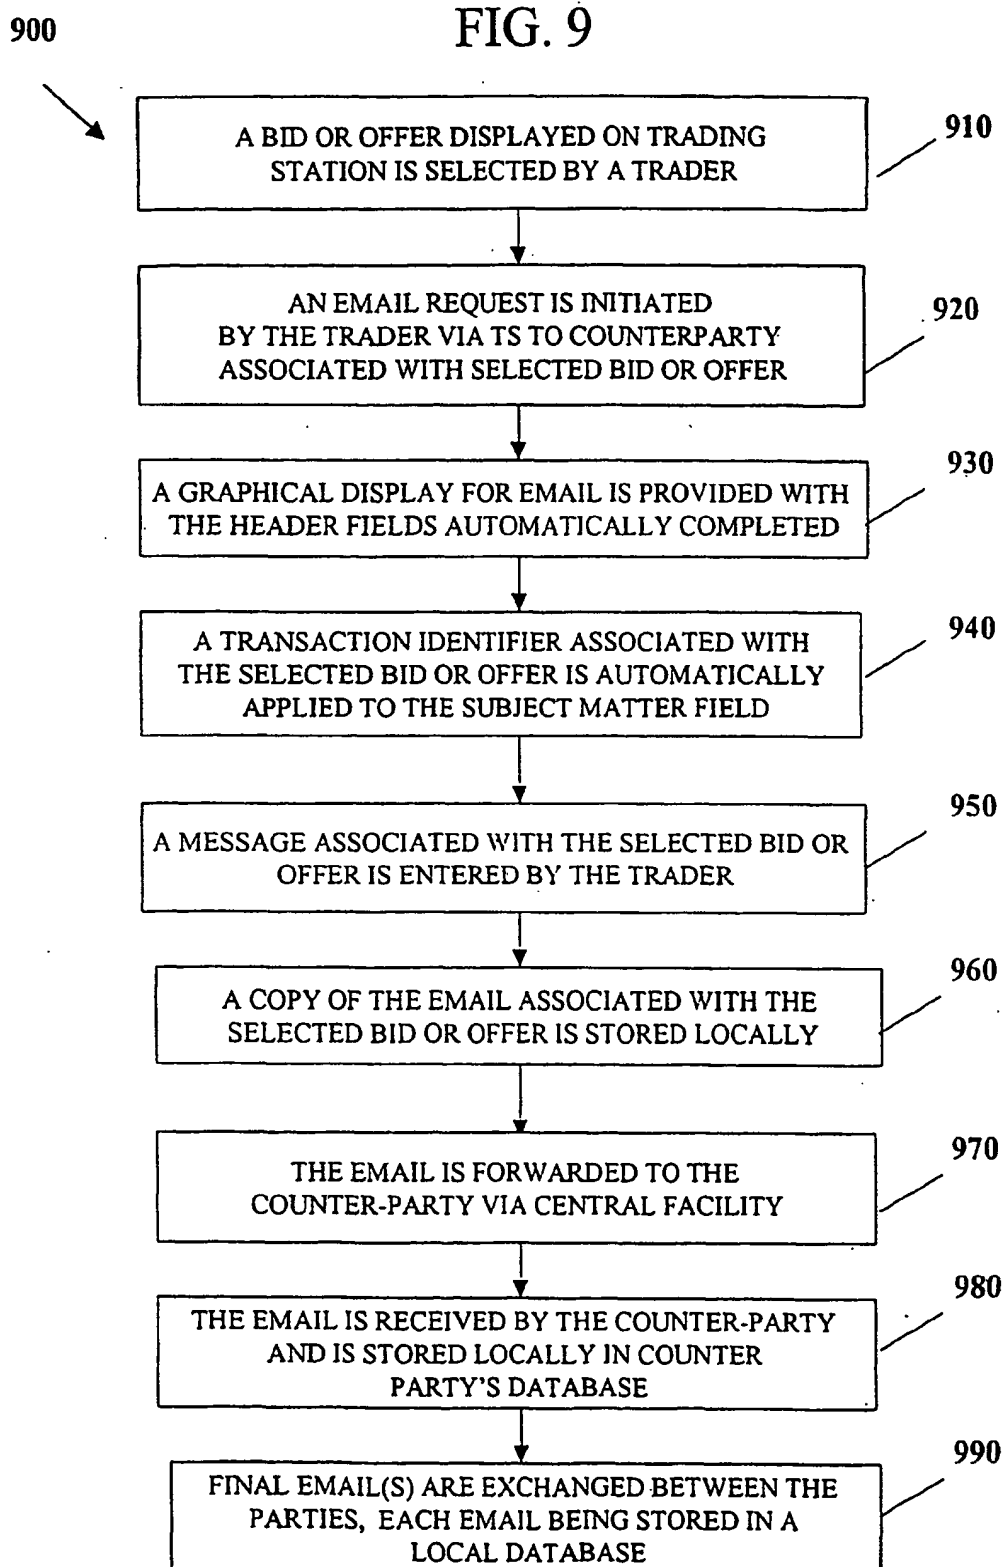 900
FIG. 9
A BID OR OFFER DISPLAYED ON TRADING
STATION IS SELECTED BY A TRADER
910
AN EMAIL REQUEST IS INITIATED
BY THE TRADER VIA TS TO COUNTERPARTY
ASSOCIATED WITH SELECTED BID OR OFFER
920
A GRAPHICAL DISPLAY FOR EMAIL IS PROVIDED WITH
THE HEADER FIELDS AUTOMATICALLY COMPLETED
930
A TRANSACTION IDENTIFIER ASSOCIATED WITH
THE SELECTED BID OR OFFER IS AUTOMATICALLY
APPLIED TO THE SUBJECT MATTER FIELD
940
A MESSAGE ASSOCIATED WITH THE SELECTED BID OR
OFFER IS ENTERED BY THE TRADER
950
A COPY OF THE EMAIL ASSOCIATED WITH THE
SELECTED BID OR OFFER IS STORED LOCALLY
960
THE EMAIL IS FORWARDED TO THE
COUNTER-PARTY VIA CENTRAL FACILITY
970
THE EMAIL IS RECEIVED BY THE COUNTER-PARTY
AND IS STORED LOCALLY IN COUNTER
PARTY'S DATABASE
980
FINAL EMAIL(S) ARE EXCHANGED BETWEEN THE
PARTIES, EACH EMAIL BEING STORED IN A
LOCAL DATABASE
990